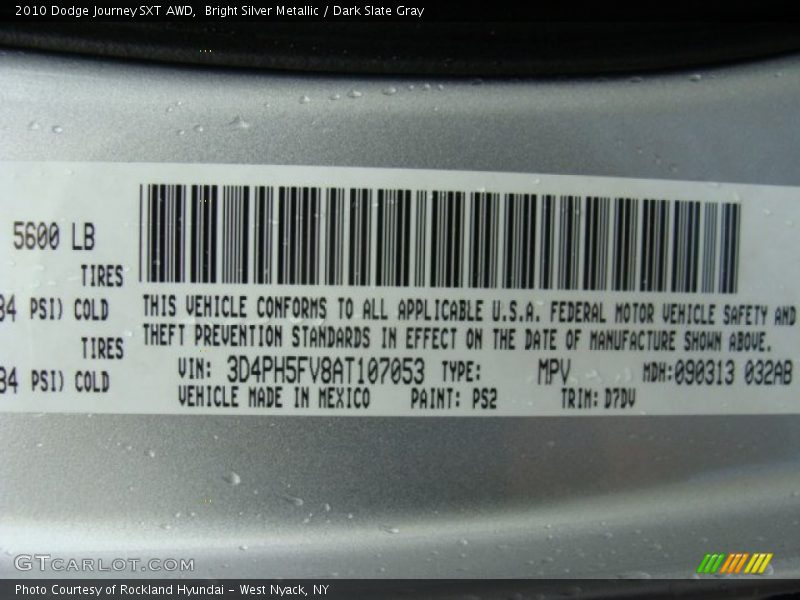 2010 Dodge Journey SXT AWD, Bright Silver Metallic / Dark Slate Gray
5600 LB
TIRES
34 PSI) COLD
TIRES
34 PSI) COLD
THIS VEHICLE CONFORMS TO ALL APPLICABLE U.S.A. FEDERAL MOTOR VEHICLE SAFETY AND
THEFT PREVENTION STANDARDS IN EFFECT ON THE DATE OF MANUFACTURE SHOWN ABOVE.
VIN: 3D4PH5FV8AT107053 TYPE: MPV MDH:090313 032AB
VEHICLE MADE IN MEXICO PAINT: PS2 TRIM: D7DV
GTCARLOT.COM
Photo Courtesy of Rockland Hyundai - West Nyack, NY